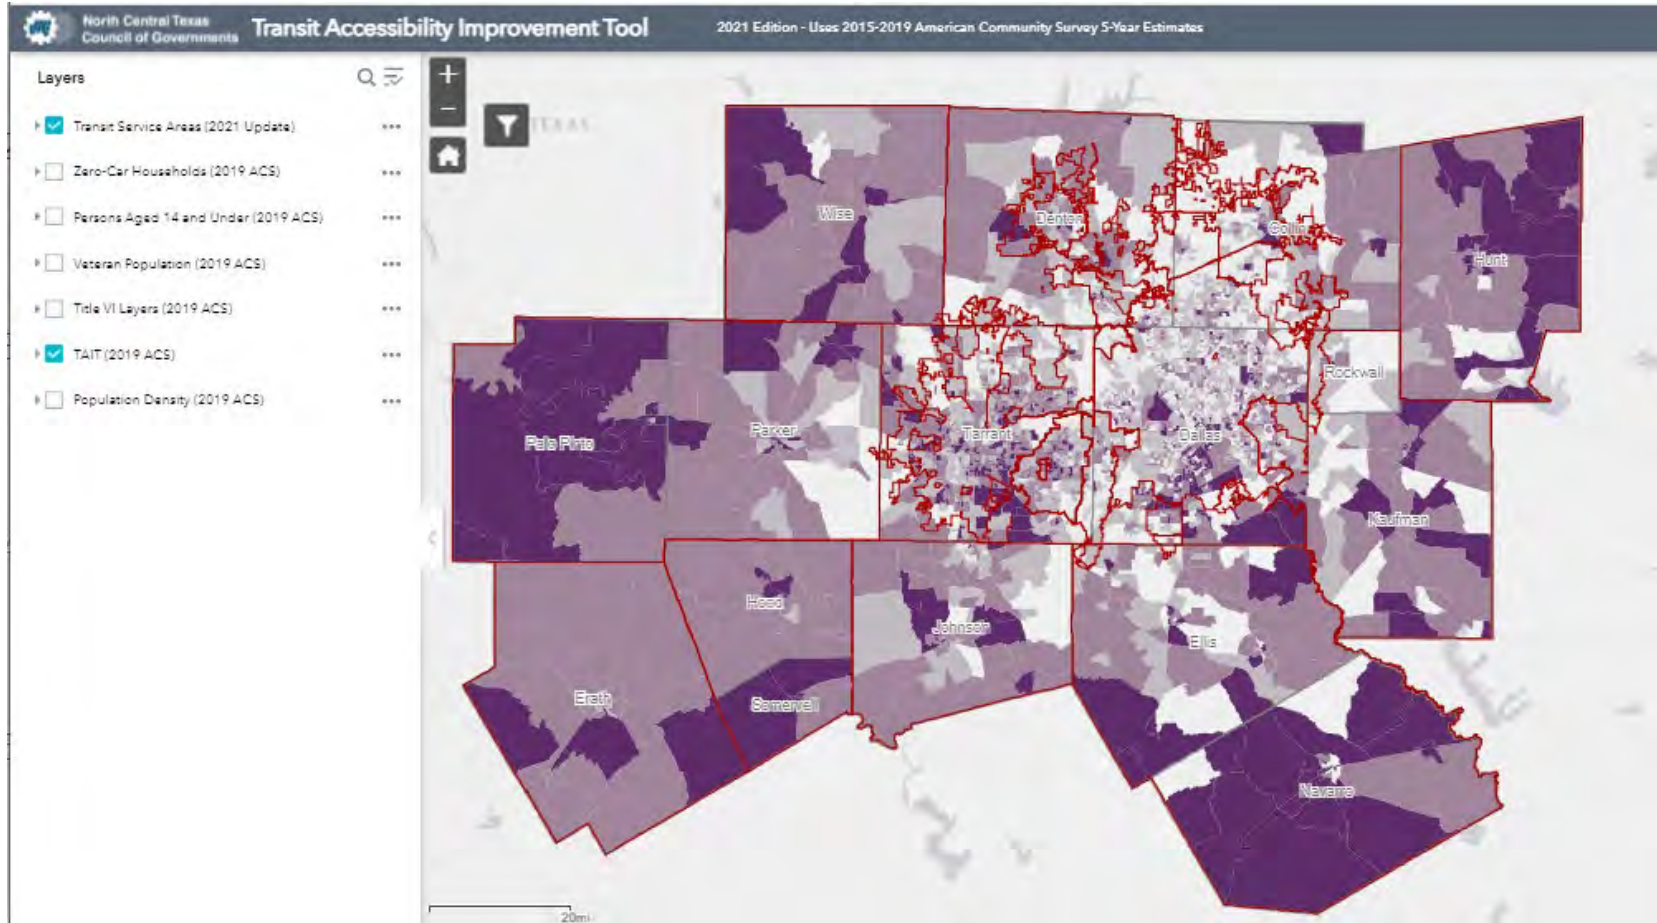 North Central Texas
Council of Governments
Transit Accessibility Improvement Tool
2021 Edition - Uses 2015-2019 American Community Survey 5-Year Estimates
Layers
Transit Service Areas (2021 Update)
Zero-Car Households (2019 ACS)
Persons Aged 14 and Under (2019 ACS)
Veteran Population (2019 ACS)
Title VI Layers (2019 ACS)
TAIT (2019 ACS)
Population Density (2019 ACS)
TEXAS
Wise
Denton
Collin
Hunt
Palo Pinto
Parker
Tarrant
Dallas
Rockwall
Kaufman
Hood
Johnson
Ellis
Erath
Somervell
Navarro
20mi